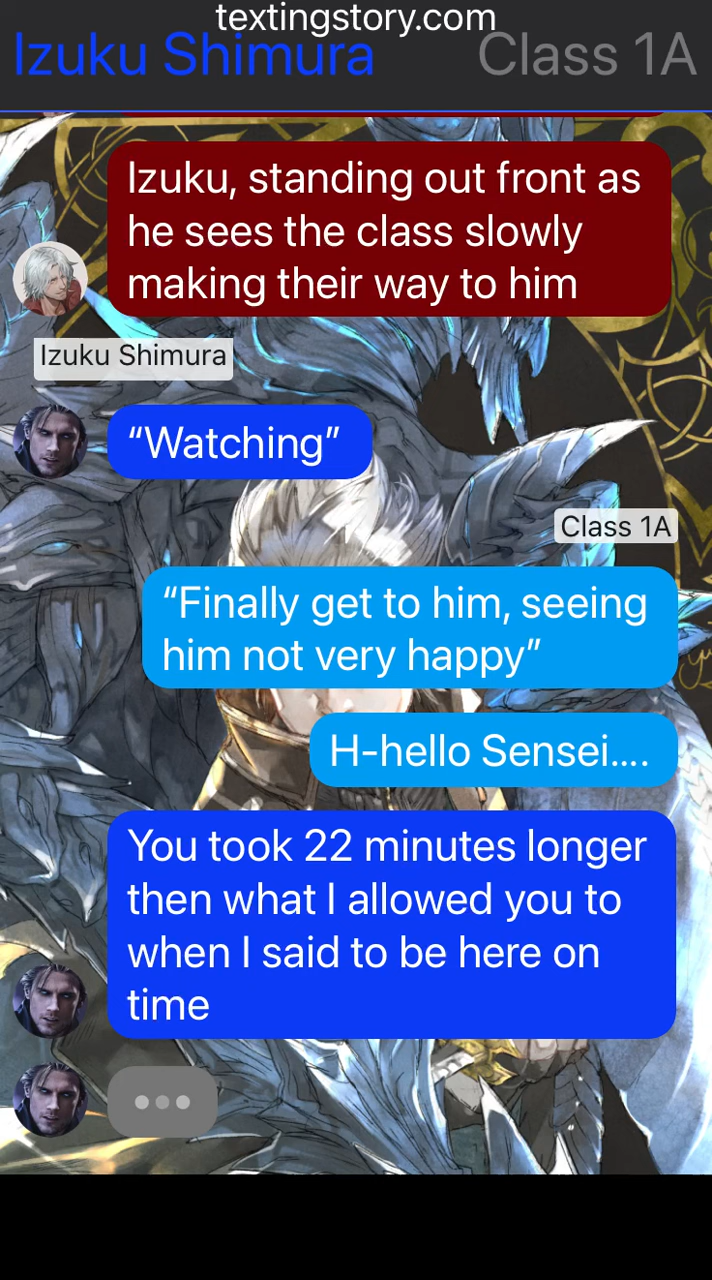 textingstory.com
Izuku Shimura
Class 1A
Izuku, standing out front as
he sees the class slowly
making their way to him
Izuku Shimura
“Watching”
Class 1A
“Finally get to him, seeing
him not very happy”
H-hello Sensei....
You took 22 minutes longer
then what I allowed you to
when I said to be here on
time